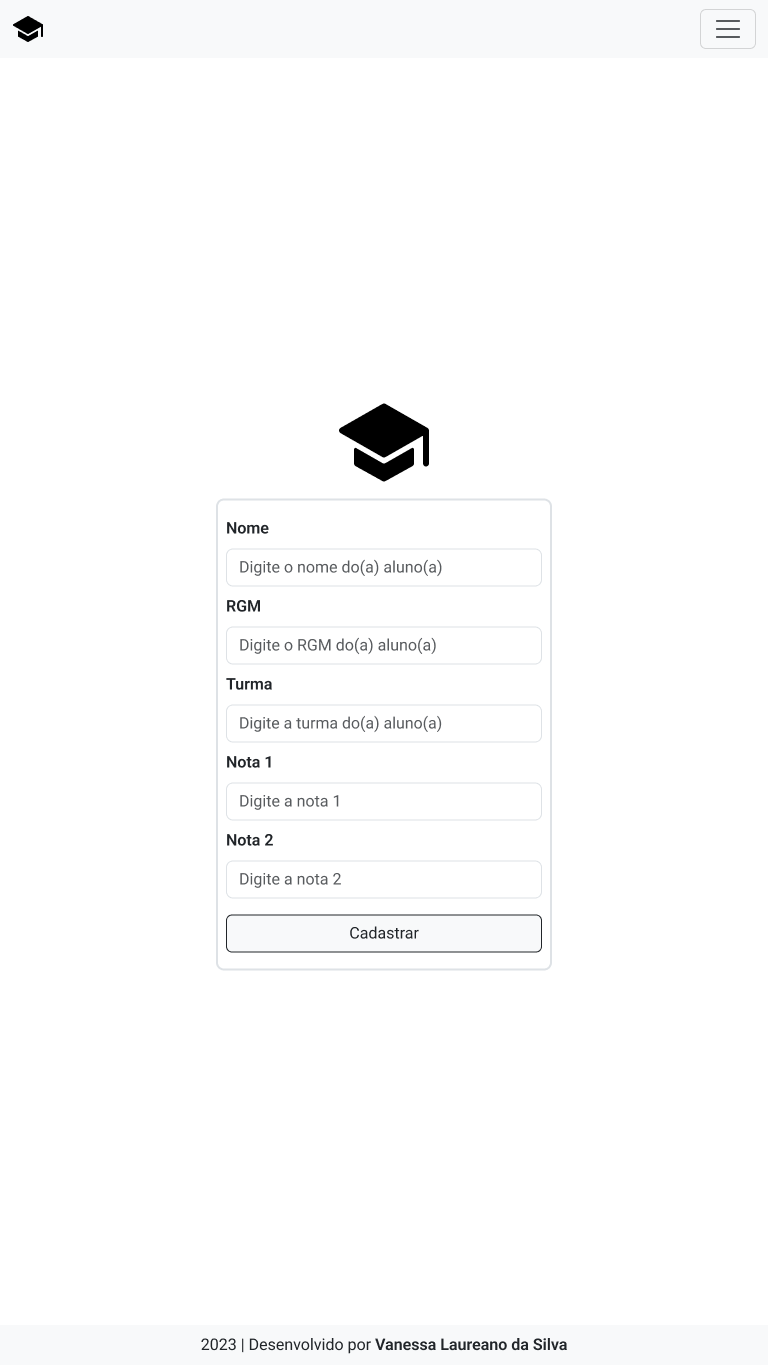 Nome
Digite o nome do(a) aluno(a)
RGM
Digite o RGM do(a) aluno(a)
Turma
Digite a turma do(a) aluno(a)
Nota 1
Digite a nota 1
Nota 2
Digite a nota 2
Cadastrar
2023 | Desenvolvido por Vanessa Laureano da Silva